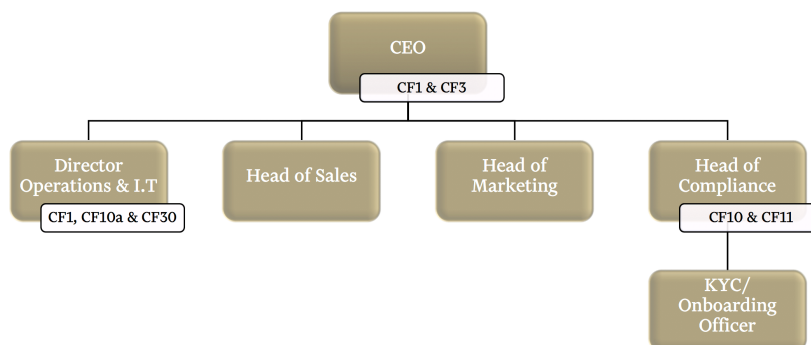 CEO
CF1 & CF3
Director
Operations & I.T
CF1, CF10a & CF30
Head of Sales
Head of
Marketing
Head of
Compliance
CF10 & CF11
KYC/
Onboarding
Officer